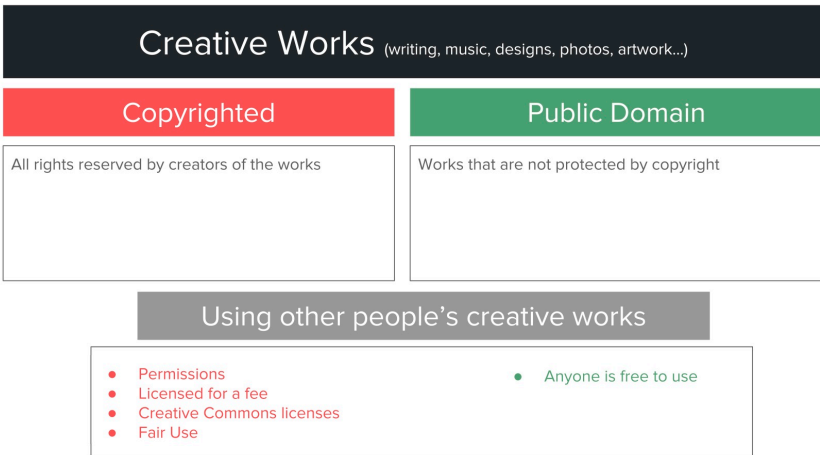 Creative Works (writing, music, designs, photos, artwork...)
Copyrighted
Public Domain
All rights reserved by creators of the works
Works that are not protected by copyright
Using other people's creative works
● Permissions
● Licensed for a fee
● Creative Commons licenses
● Fair Use
● Anyone is free to use